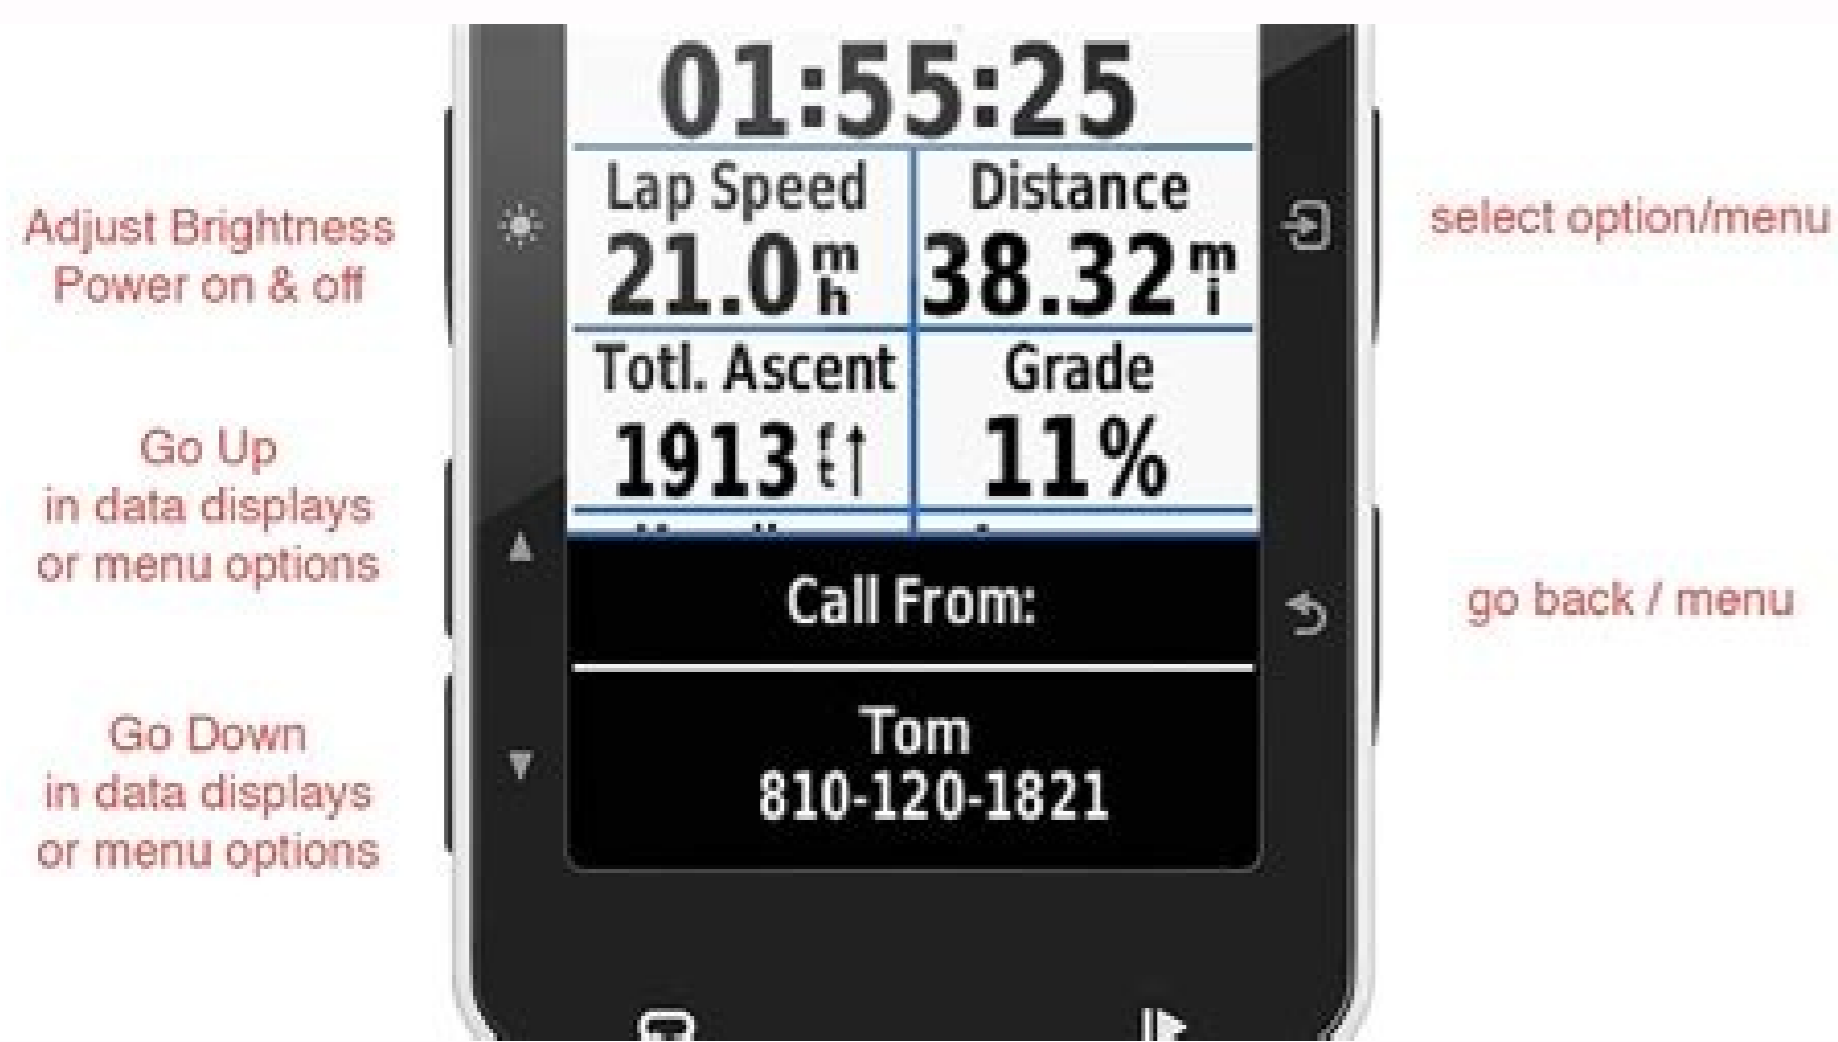 01:55:25
Lap Speed
Distance
21.0 mh
38.32 mi
Totl. Ascent
Grade
1913 ft
11%
Call From:
Tom
810-120-1821
Adjust Brightness
Power on & off
Go Up
in data displays
or menu options
Go Down
in data displays
or menu options
select option/menu
go back / menu